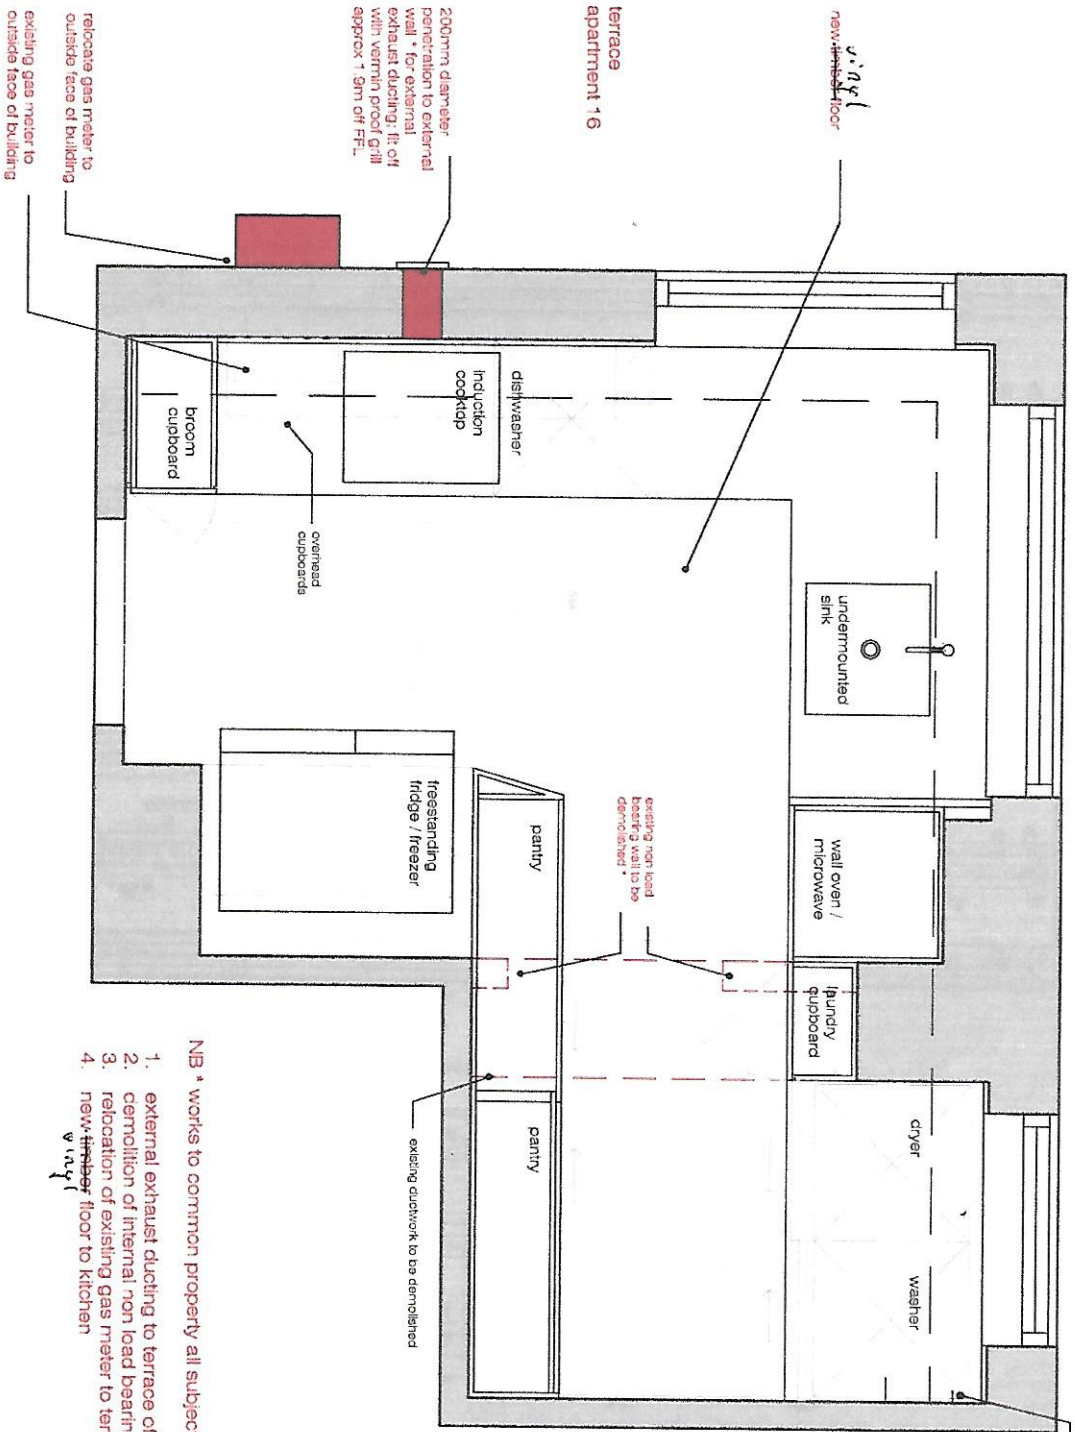 new timber floor
vinyl
terrace
apartment 16
200mm diameter
penetration to external
wall * for external
exhaust ducting; fit off
with vermin proof grill
approx 1.9m off FFL
relocate gas meter to
outside face of building
existing gas meter to
outside face of building
undermounted
sink
wall oven /
microwave
laundry
cupboard
dryer
washer
dishwasher
induction
cooktop
broom
cupboard
overhead
cupboards
existing non load
bearing wall to be
demolished *
pantry
pantry
freestanding
fridge / freezer
existing ductwork to be demolished
NB * works to common property all subjec
1. external exhaust ducting to terrace of
2. demolition of internal non load bearin
3. relocation of existing gas meter to ter
4. new timber floor to kitchen
vinyl